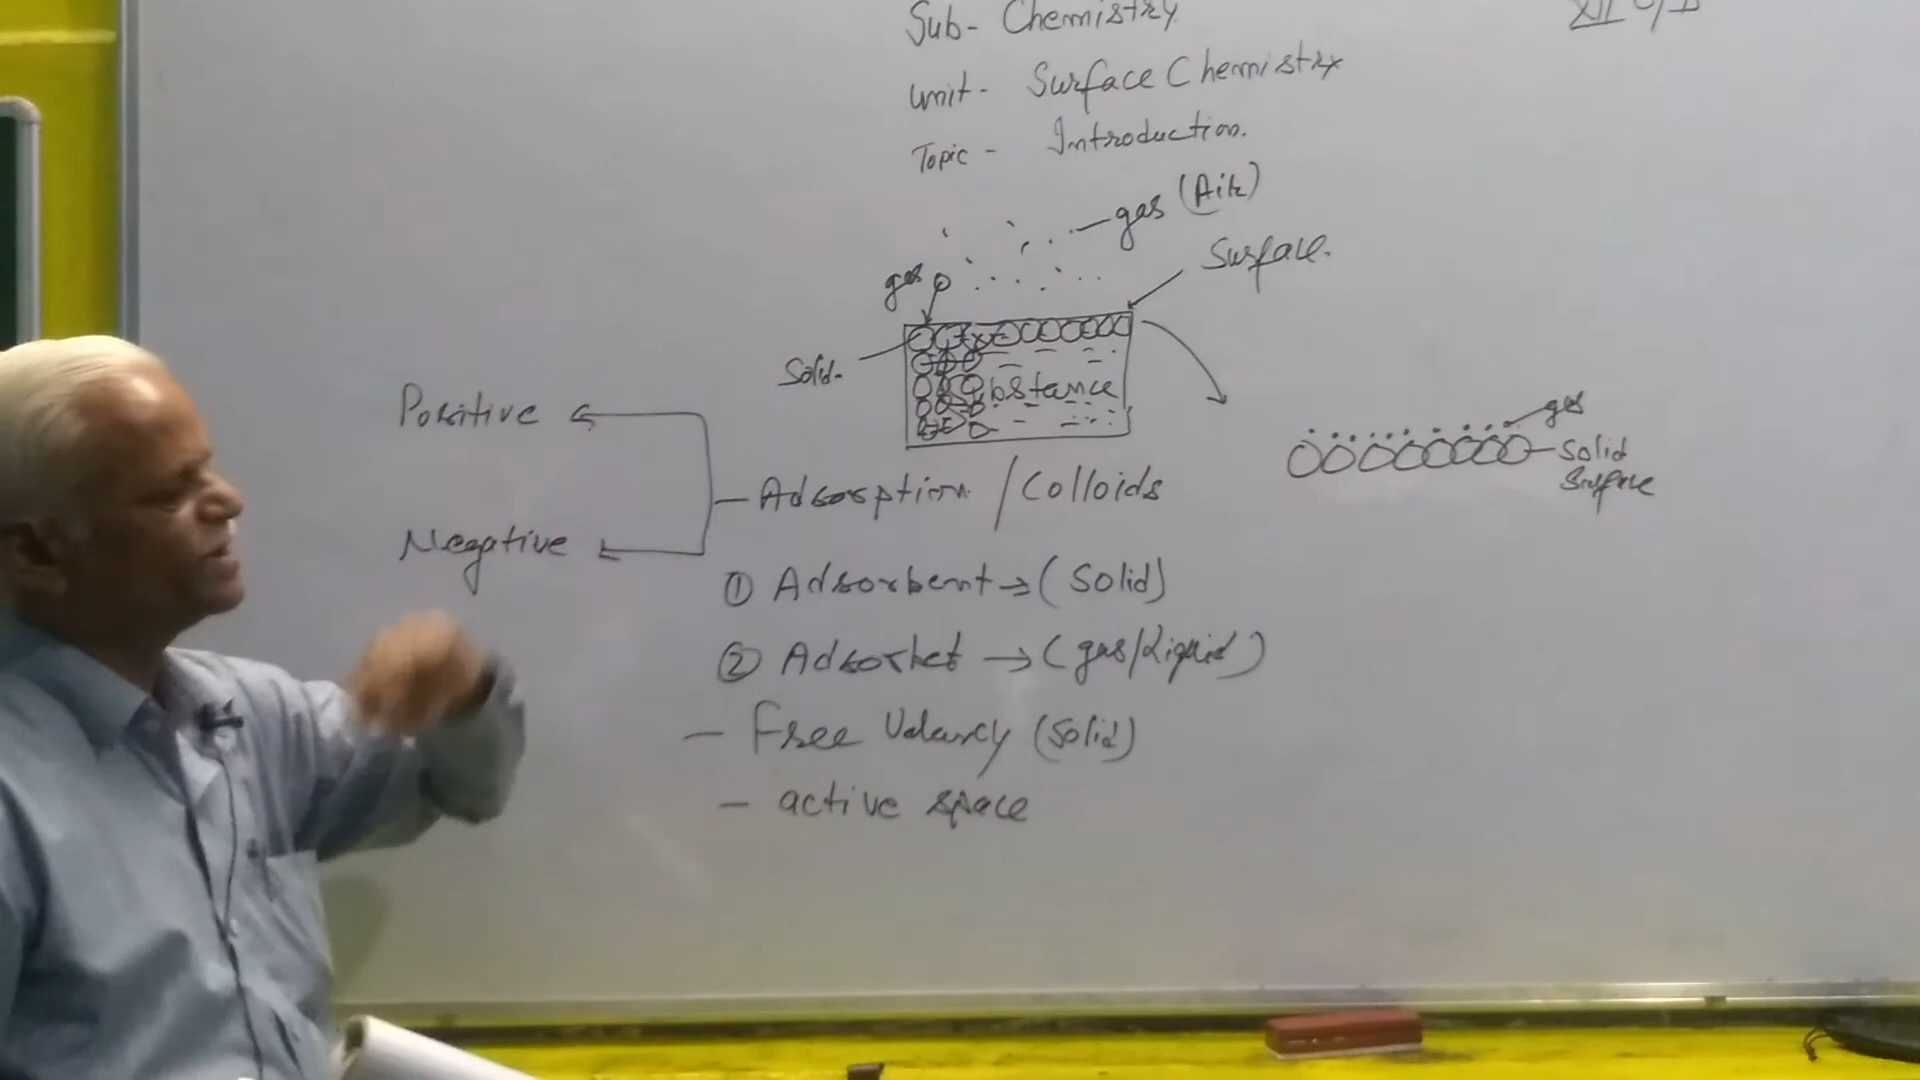 Sub- Chemistry
Unit- Surface Chemistry
Topic - Introduction.
gas (Air)
Surface.
gas
Solid-
Substance
gas
Solid
Surface
Positive
Negative
- Adsorption / Colloids
① Adsorbent → (Solid)
② Adsorbet → (gas/Liquid)
- Free Valency (Solid)
- active space